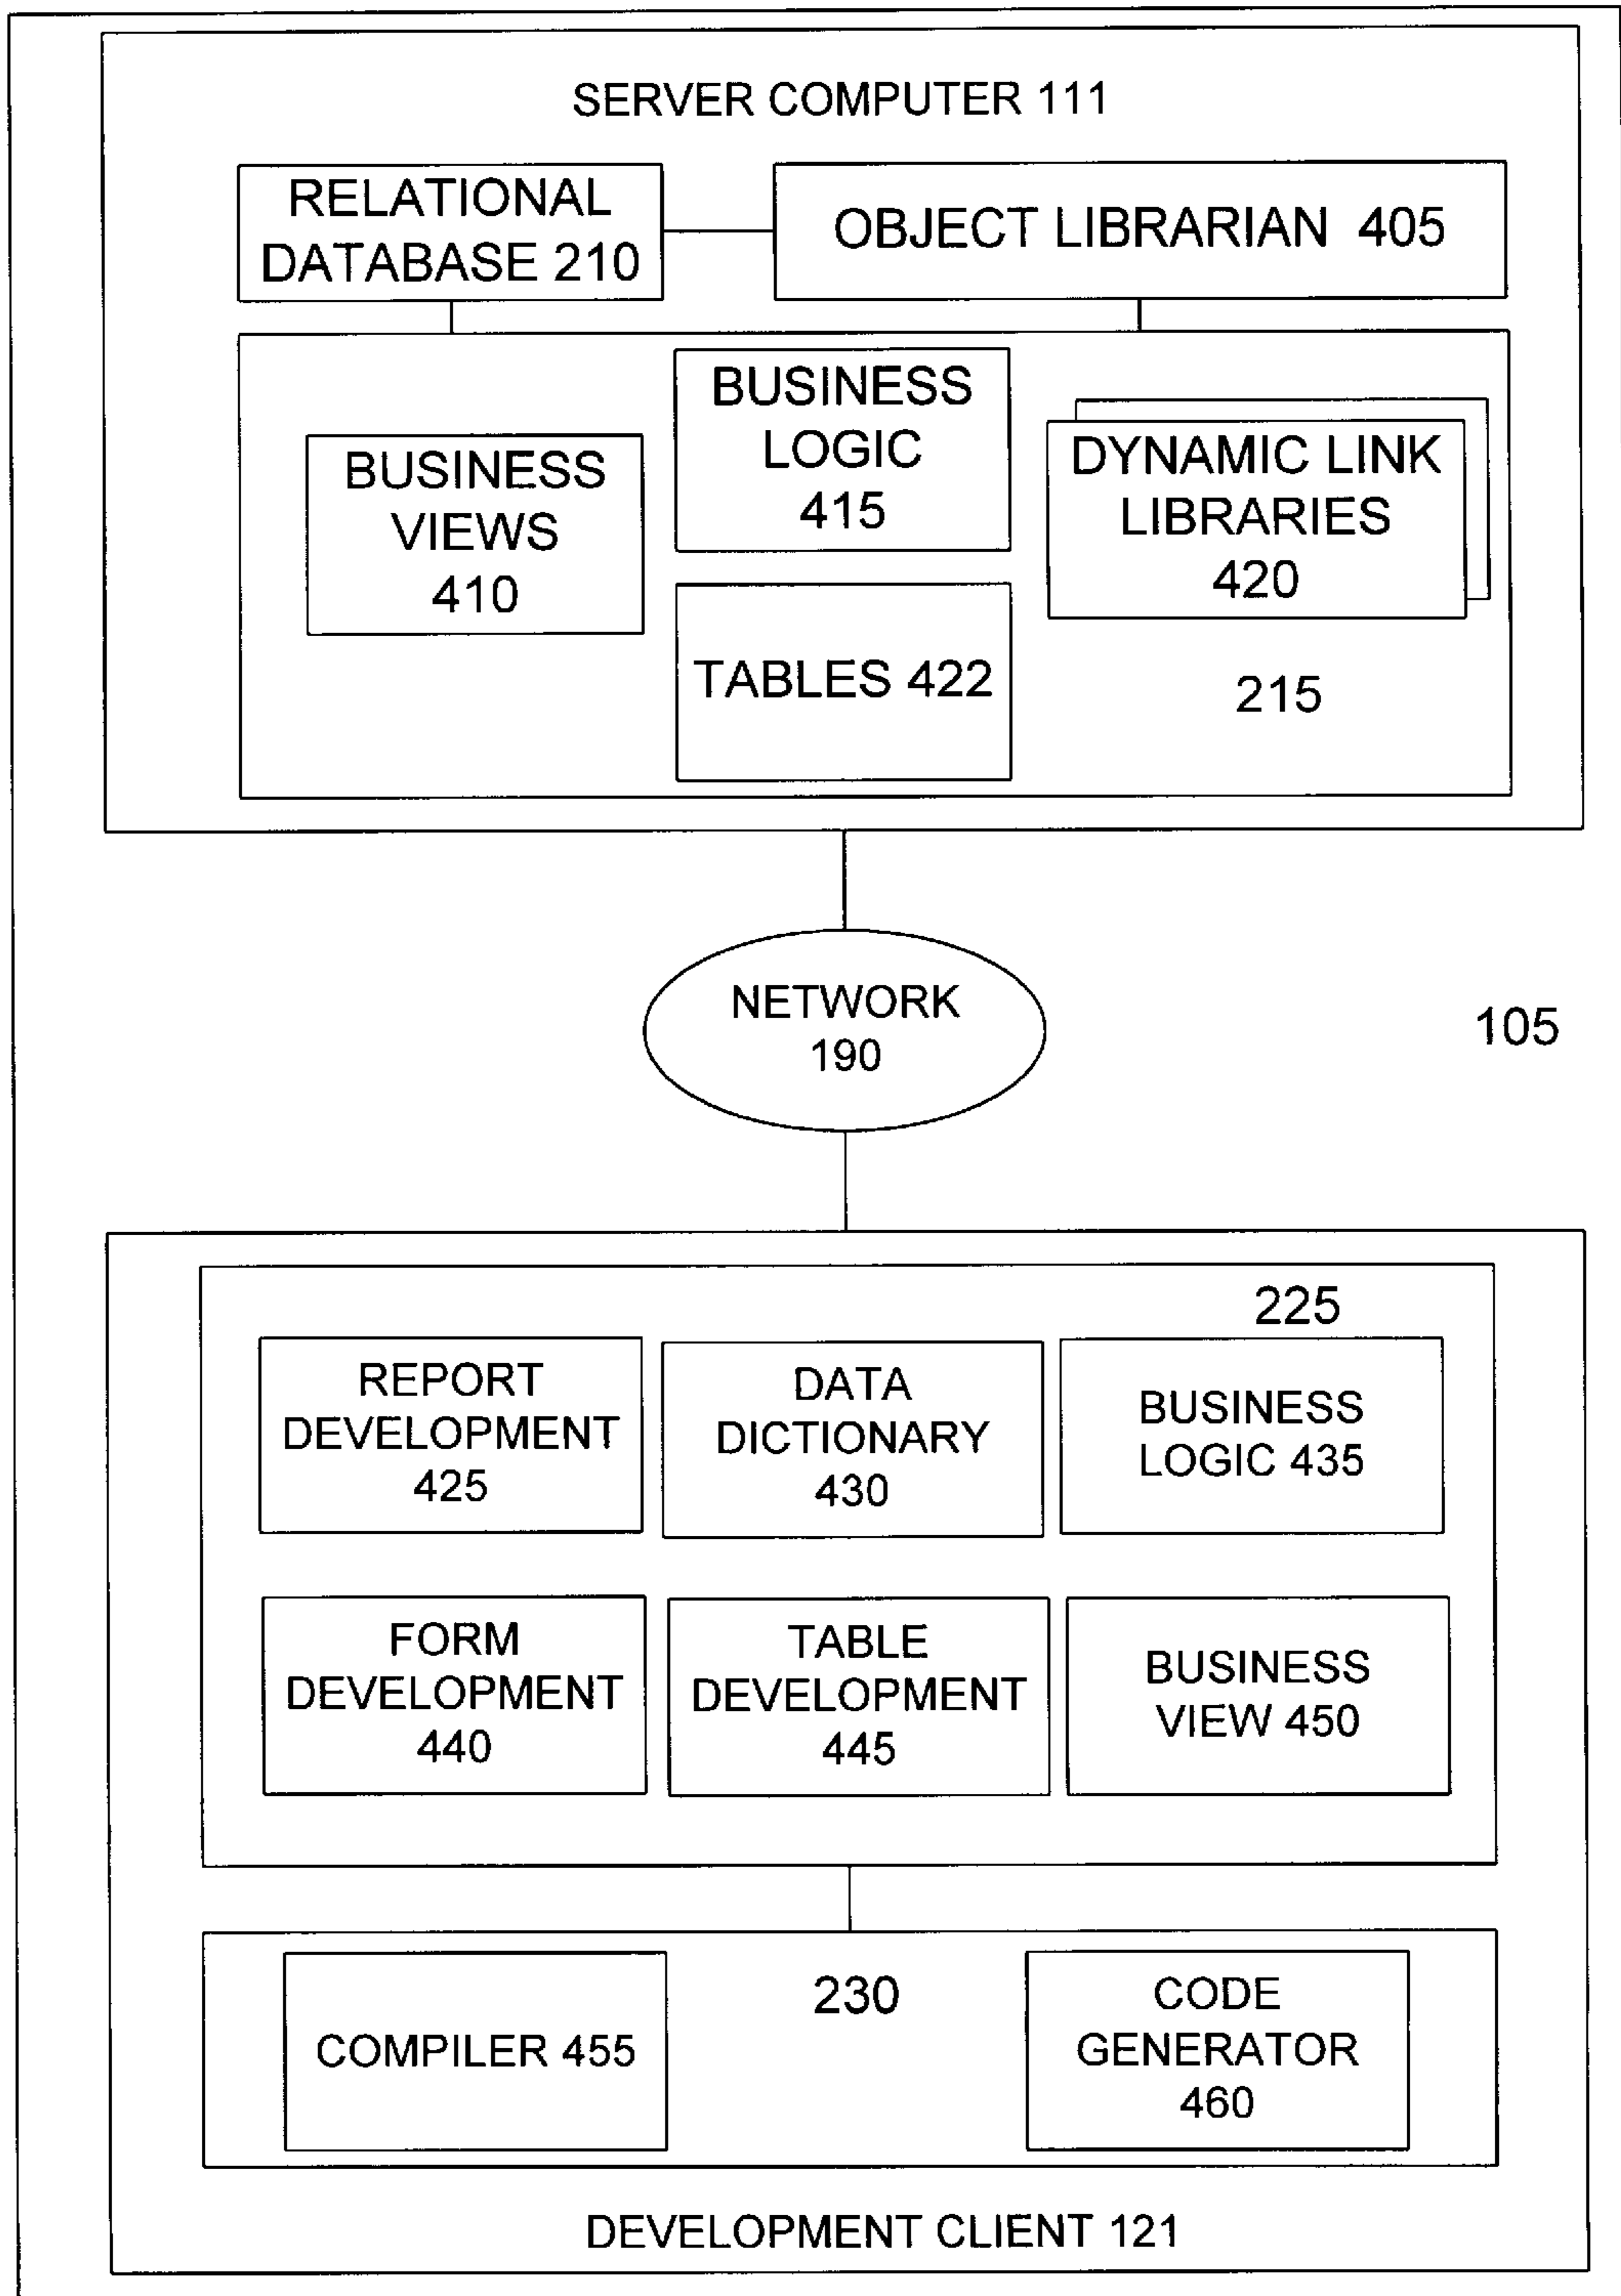 SERVER COMPUTER 111
RELATIONAL
DATABASE 210
OBJECT LIBRARIAN 405
BUSINESS
VIEWS
410
BUSINESS
LOGIC
415
DYNAMIC LINK
LIBRARIES
420
TABLES 422
215
NETWORK
190
105
225
REPORT
DEVELOPMENT
425
DATA
DICTIONARY
430
BUSINESS
LOGIC 435
FORM
DEVELOPMENT
440
TABLE
DEVELOPMENT
445
BUSINESS
VIEW 450
COMPILER 455
230
CODE
GENERATOR
460
DEVELOPMENT CLIENT 121